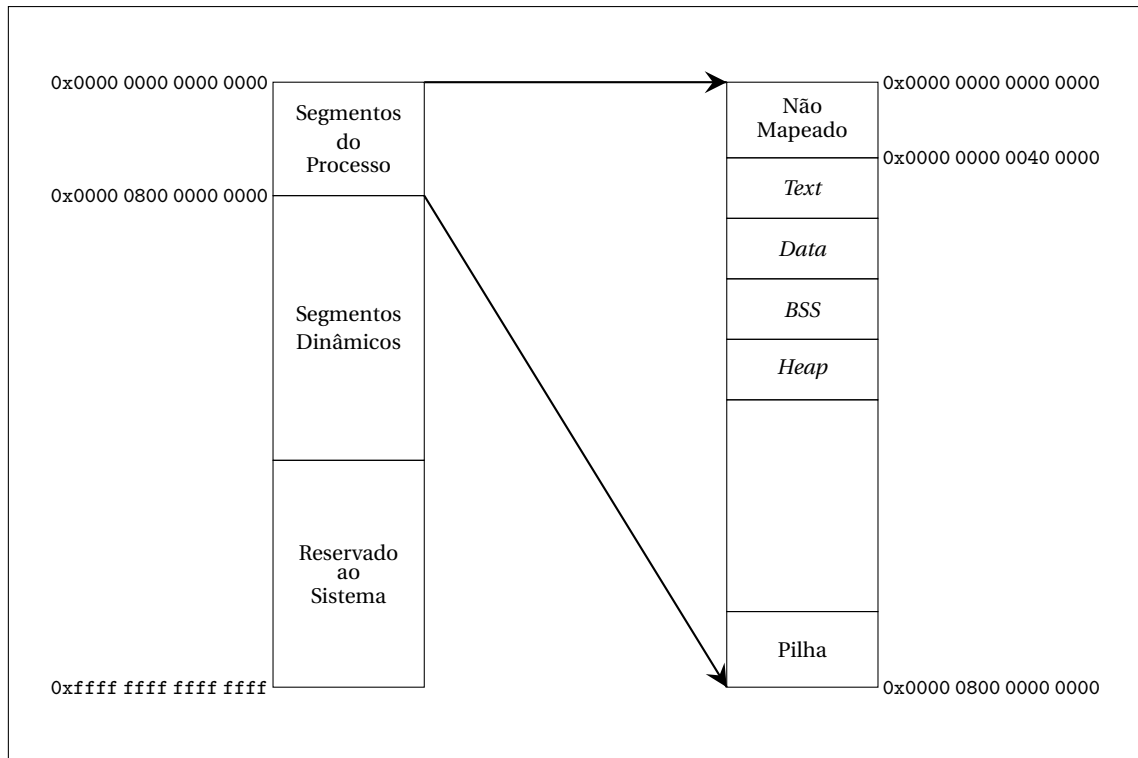 0x0000 0000 0000 0000
Segmentos
do
Processo
0x0000 0800 0000 0000
Segmentos
Dinâmicos
Reservado
ao
Sistema
0xffff ffff ffff ffff
0x0000 0000 0000 0000
Não
Mapeado
0x0000 0000 0040 0000
Text
Data
BSS
Heap
Pilha
0x0000 0800 0000 0000